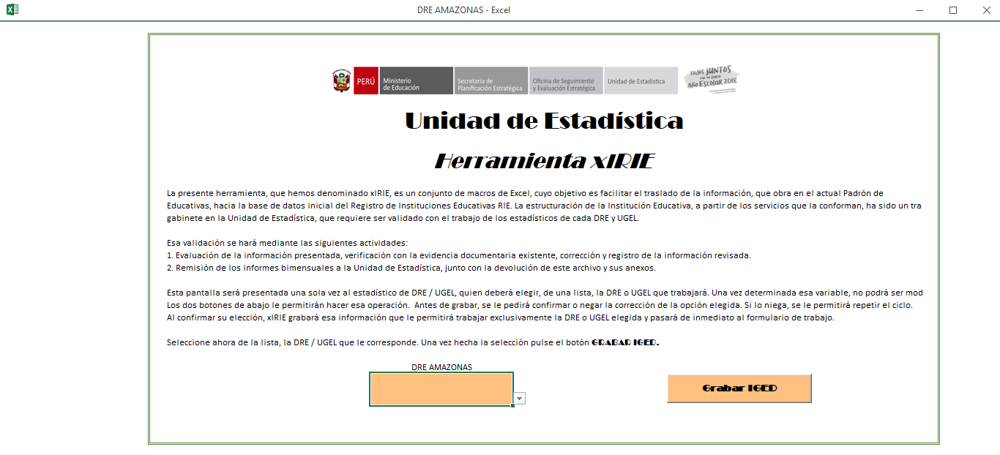 DRE AMAZONAS - Excel
PERÚ
Ministerio
de Educación
Secretaría de
Planificación Estratégica
Oficina de Seguimiento
y Evaluación Estratégica
Unidad de Estadística
TODOS JUNTOS
POR UN BUEN
AÑO ESCOLAR 2018
Unidad de Estadística
Herramienta xIRIE
La presente herramienta, que hemos denominado xIRIE, es un conjunto de macros de Excel, cuyo objetivo es facilitar el traslado de la información, que obra en el actual Padrón de
Educativas, hacia la base de datos inicial del Registro de Instituciones Educativas RIE. La estructuración de la Institución Educativa, a partir de los servicios que la conforman, ha sido un tra
gabinete en la Unidad de Estadística, que requiere ser validado con el trabajo de los estadísticos de cada DRE y UGEL.
Esa validación se hará mediante las siguientes actividades:
1. Evaluación de la información presentada, verificación con la evidencia documentaria existente, corrección y registro de la información revisada.
2. Remisión de los informes bimensuales a la Unidad de Estadística, junto con la devolución de este archivo y sus anexos.
Esta pantalla será presentada una sola vez al estadístico de DRE / UGEL, quien deberá elegir, de una lista, la DRE o UGEL que trabajará. Una vez determinada esa variable, no podrá ser mod
Los dos botones de abajo le permitirán hacer esa operación.  Antes de grabar, se le pedirá confirmar o negar la corrección de la opción elegida. Si lo niega, se le permitirá repetir el ciclo.
Al confirmar su elección, xIRIE grabará esa información que le permitirá trabajar exclusivamente la DRE o UGEL elegida y pasará de inmediato al formulario de trabajo.
Seleccione ahora de la lista, la DRE / UGEL que le corresponde. Una vez hecha la selección pulse el botón GRABAR IGED.
DRE AMAZONAS
Grabar IGED